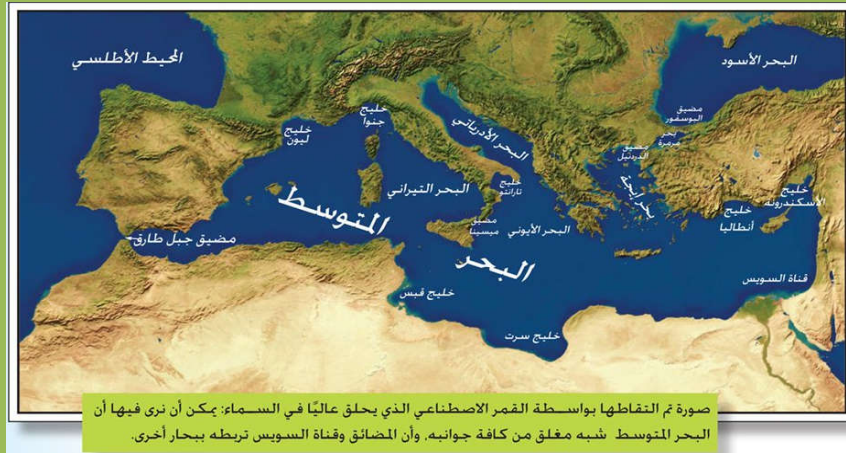 المحيط الأطلسي
البحر الأسود
مضيق
البوسفور
بحر
مرمرة
مضيق
الدردنيل
خليج
جنوا
خليج
ليون
البحر الأدرياتي
خليج
تارانتو
بحر ايجة
خليج
الاسكندرونة
خليج
أنطاليا
البحر التيراني
المتوسط
مضيق
ميسينا
البحر الأيوني
مضيق جبل طارق
البحر
قناة السويس
خليج قبس
خليج سرت
صورة تم التقاطها بواسطة القمر الاصطناعي الذي يحلق عاليًا في السماء: يمكن أن نرى فيها أن
البحر المتوسط شبه مغلق من كافة جوانبه، وأن المضائق وقناة السويس تربطه ببحار أخرى.